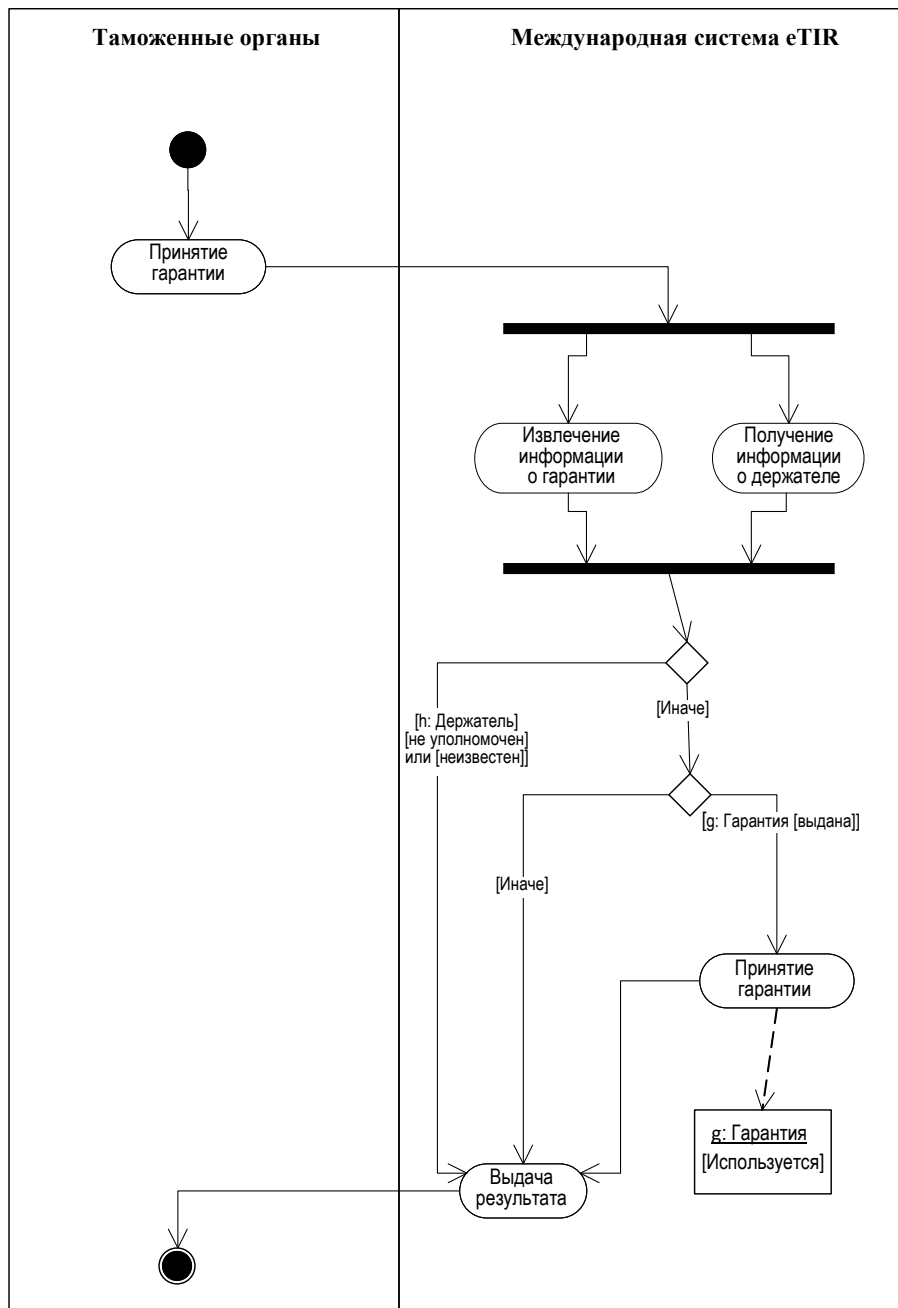 Таможенные органы
Международная система eTIR
Принятие
гарантии
Извлечение
информации
о гарантии
Получение
информации
о держателе
[h: Держатель]
[не уполномочен]
или [неизвестен]]
[Иначе]
[g: Гарантия [выдана]]
[Иначе]
Принятие
гарантии
g: Гарантия
[Используется]
Выдача
результата